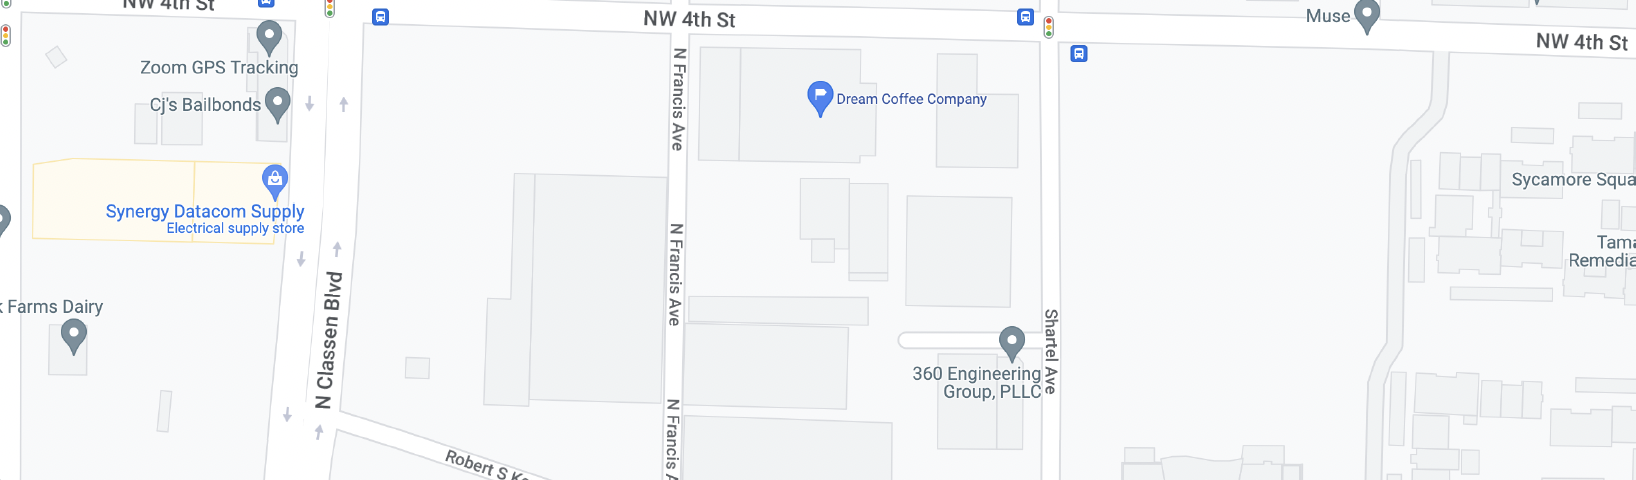 NW 4th St
NW 4th St
Muse
NW 4th St
Zoom GPS Tracking
Cj's Bailbonds
N Francis Ave
Dream Coffee Company
Sycamore Squa
Synergy Datacom Supply
Electrical supply store
N Francis Ave
Tama
Remedia
N Classen Blvd
k Farms Dairy
Shartel Ave
360 Engineering
Group, PLLC
N Francis A
Robert S